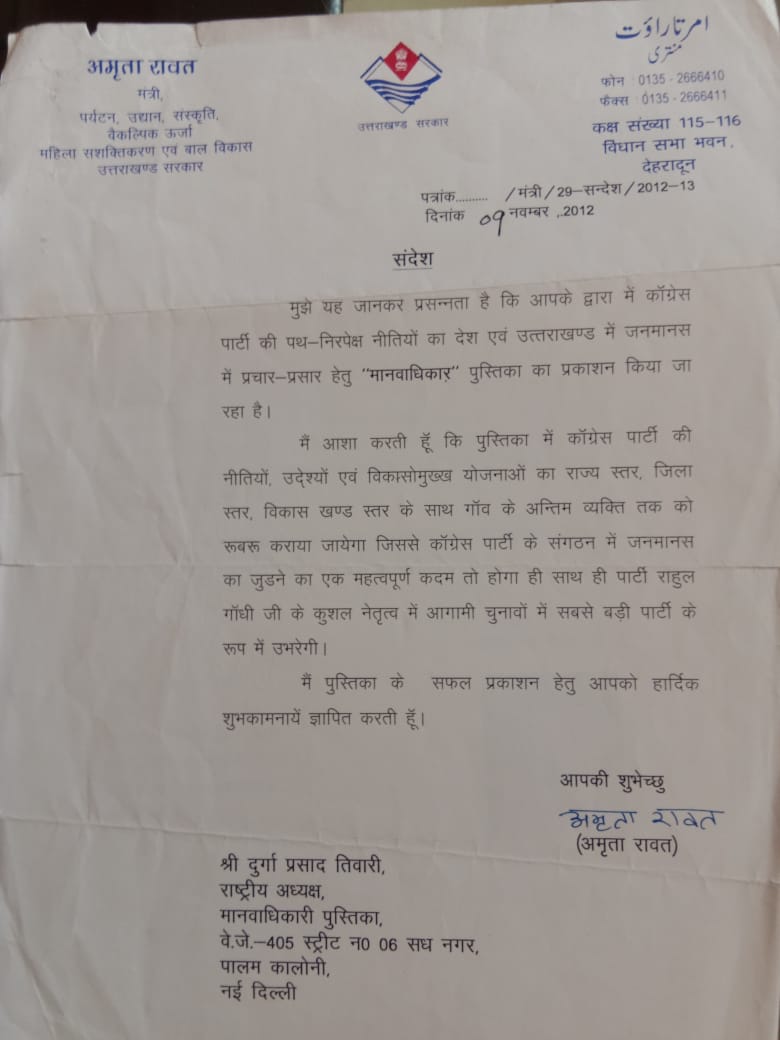 अमृता रावत
मंत्री,
पर्यटन, उद्यान, संस्कृति,
वैकल्पिक ऊर्जा
महिला सशक्तिकरण एवं बाल विकास
उत्तराखण्ड सरकार
उत्तराखण्ड सरकार
امرتا راؤت
منتری
फोन : 0135 - 2666410
फैक्स : 0135 - 2666411
कक्ष संख्या 115-116
विधान सभा भवन,
देहरादून
पत्रांक.......... /मंत्री/29-सन्देश/2012-13
दिनांक 09 नवम्बर ,.2012
संदेश
मुझे यह जानकर प्रसन्नता है कि आपके द्वारा में कॉग्रेस
पार्टी की पथ-निरपेक्ष नीतियों का देश एवं उत्तराखण्ड में जनमानस
में प्रचार-प्रसार हेतु "मानवाधिकार" पुस्तिका का प्रकाशन किया जा
रहा है।
मैं आशा करती हूॅ कि पुस्तिका में कॉग्रेस पार्टी की
नीतियों, उदे्श्यों एवं विकासोमुख्ख योजनाओं का राज्य स्तर, जिला
स्तर, विकास खण्ड स्तर के साथ गॉव के अन्तिम व्यक्ति तक को
रूबरू कराया जायेगा जिससे कॉग्रेस पार्टी के संगठन में जनमानस
का जुडने का एक महत्वपूर्ण कदम तो होगा ही साथ ही पार्टी राहुल
गॉधी जी के कुशल नेतृत्व में आगामी चुनावों में सबसे बड़ी पार्टी के
रूप में उभरेगी।
मैं पुस्तिका के सफल प्रकाशन हेतु आपको हार्दिक
शुभकामनायें ज्ञापित करती हूॅ।
आपकी शुभेच्छु
अमृता रावत
(अमृता रावत)
श्री दुर्गा प्रसाद तिवारी,
राष्ट्रीय अध्यक्ष,
मानवाधिकारी पुस्तिका,
वे.जे.-405 स्ट्रीट न0 06 सध नगर,
पालम कालोनी,
नई दिल्ली